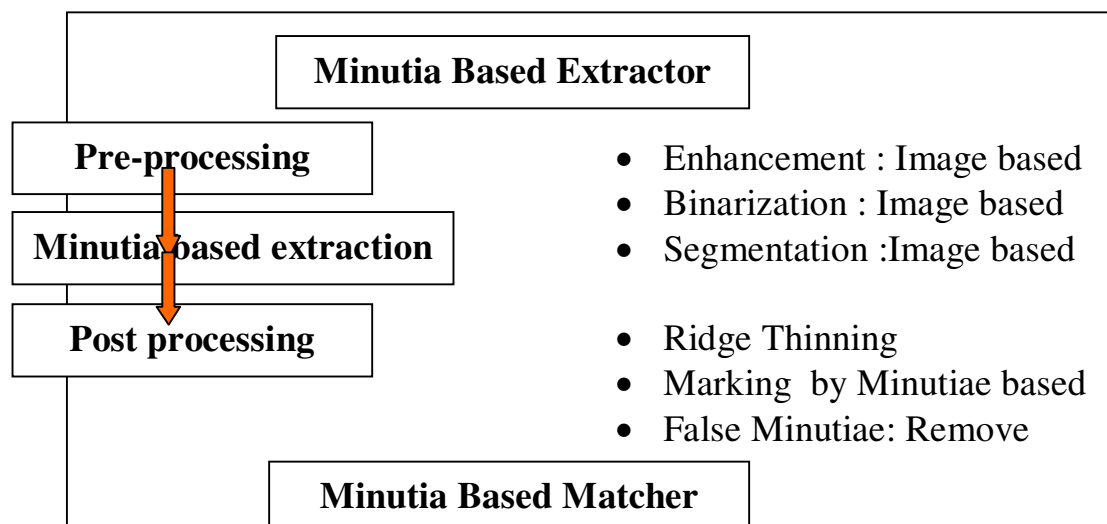 Minutia Based Extractor
Pre-processing
• Enhancement : Image based
• Binarization : Image based
Minutia based extraction
• Segmentation :Image based
Post processing
• Ridge Thinning
• Marking  by Minutiae based
• False Minutiae: Remove
Minutia Based Matcher